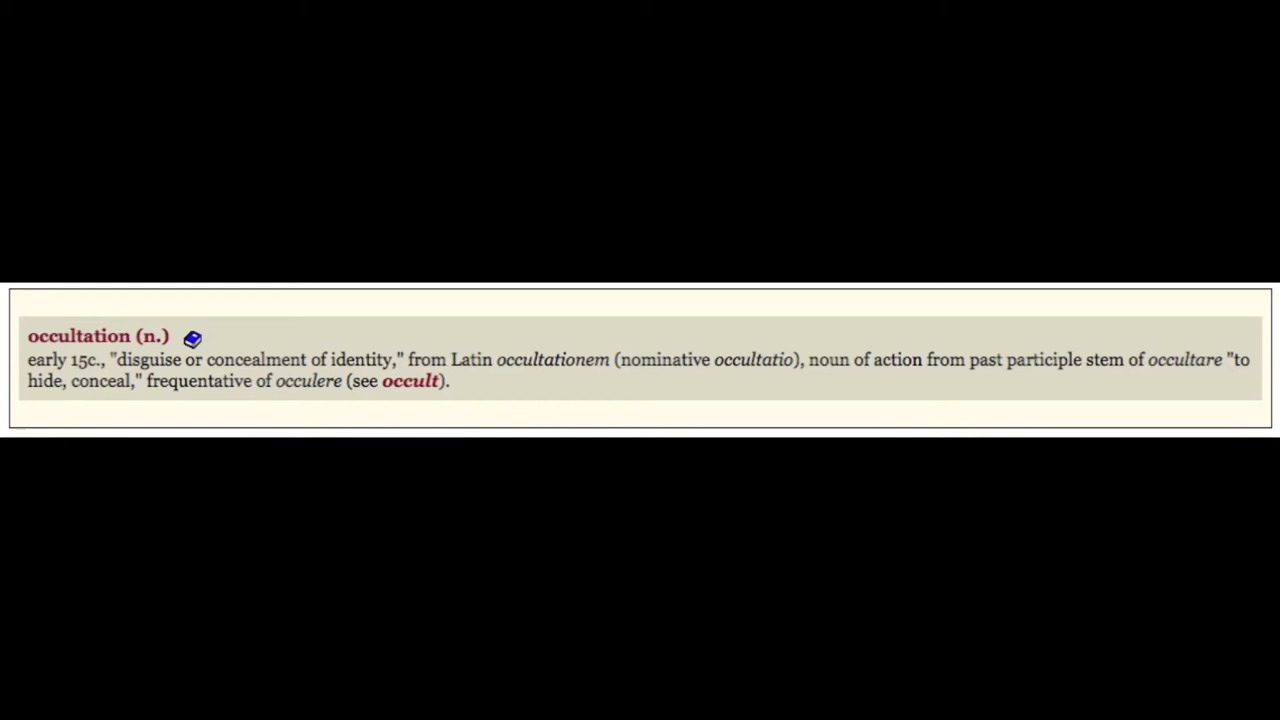 occultation (n.)
early 15c., "disguise or concealment of identity," from Latin occultationem (nominative occultatio), noun of action from past participle stem of occultare "to
hide, conceal," frequentative of occulere (see occult).